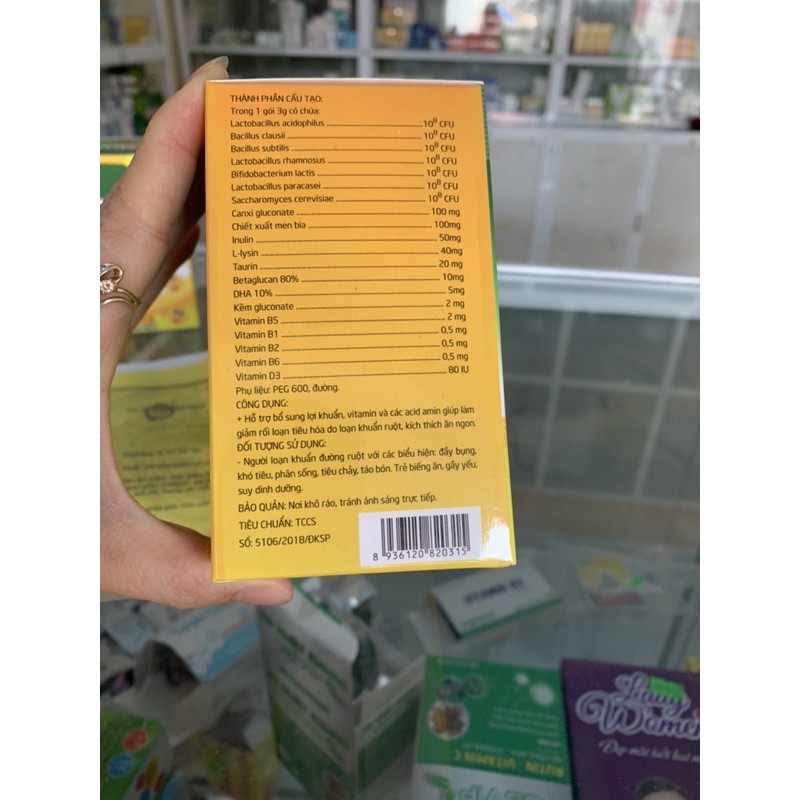 THÀNH PHẦN CẤU TẠO:
Trong 1 gói 3g có chứa:
Lactobacillus acidophilus 10⁸ CFU
Bacillus clausii 10⁸ CFU
Bacillus subtilis 10⁸ CFU
Lactobacillus rhamnosus 10⁸ CFU
Bifidobacterium lactis 10⁸ CFU
Lactobacillus paracasei 10⁸ CFU
Saccharomyces cerevisiae 10⁸ CFU
Canxi gluconate 100 mg
Chiết xuất men bia 100mg
Inulin 50mg
L-lysin 40mg
Taurin 20 mg
Betaglucan 80% 10mg
DHA 10% 5mg
Kẽm gluconate 2 mg
Vitamin B5 2 mg
Vitamin B1 0,5 mg
Vitamin B2 0,5 mg
Vitamin B6 0,5 mg
Vitamin D3 80 IU
Phụ liệu: PEG 600, đường.
CÔNG DỤNG:
+ Hỗ trợ bổ sung lợi khuẩn, vitamin và các acid amin giúp làm
giảm rối loạn tiêu hóa do loạn khuẩn ruột, kích thích ăn ngon.
ĐỐI TƯỢNG SỬ DỤNG:
- Người loạn khuẩn đường ruột với các biểu hiện: đầy bụng,
khó tiêu, phân sống, tiêu chảy, táo bón. Trẻ biếng ăn, gầy yếu,
suy dinh dưỡng.
BẢO QUẢN: Nơi khô ráo, tránh ánh sáng trực tiếp.
TIÊU CHUẨN: TCCS
SỐ: 5106/2018/ĐKSP
8 936120 820315
RUTIN - VITAMIN C
Lady
Women
Đẹp mãi tuổi